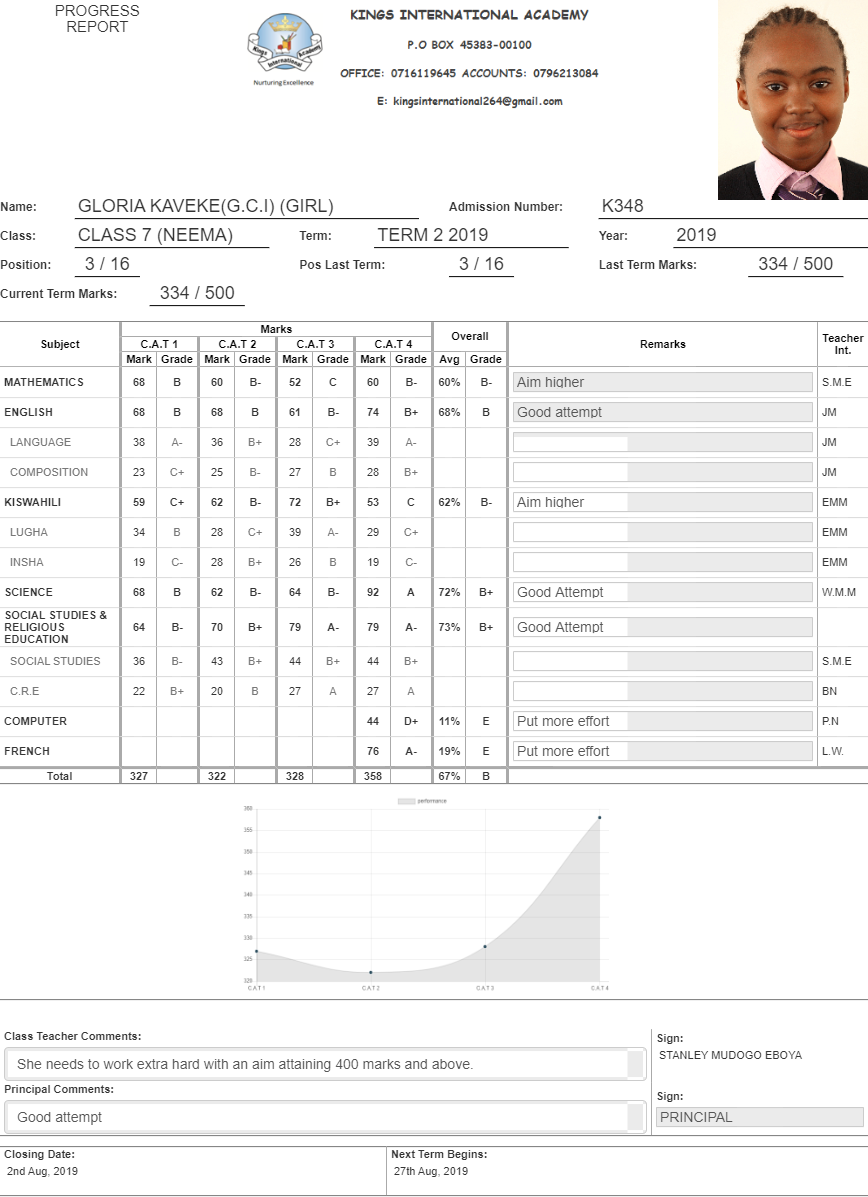 PROGRESS
REPORT
KINGS INTERNATIONAL ACADEMY
P.O BOX 45383-00100
OFFICE: 0716119645 ACCOUNTS: 0796213084
E: kingsinternational264@gmail.com
Kings International Academy
Nurturing Excellence
Name: GLORIA KAVEKE(G.C.I) (GIRL) Admission Number: K348
Class: CLASS 7 (NEEMA) Term: TERM 2 2019 Year: 2019
Position: 3 / 16 Pos Last Term: 3 / 16 Last Term Marks: 334 / 500
Current Term Marks: 334 / 500
Subject Marks Overall Remarks Teacher Int.
C.A.T 1 C.A.T 2 C.A.T 3 C.A.T 4
Mark Grade Mark Grade Mark Grade Mark Grade Avg Grade
MATHEMATICS 68 B 60 B- 52 C 60 B- 60% B- Aim higher S.M.E
ENGLISH 68 B 68 B 61 B- 74 B+ 68% B Good attempt JM
LANGUAGE 38 A- 36 B+ 28 C+ 39 A- JM
COMPOSITION 23 C+ 25 B- 27 B 28 B+ JM
KISWAHILI 59 C+ 62 B- 72 B+ 53 C 62% B- Aim higher EMM
LUGHA 34 B 28 C+ 39 A- 29 C+ EMM
INSHA 19 C- 28 B+ 26 B 19 C- EMM
SCIENCE 68 B 62 B- 64 B- 92 A 72% B+ Good Attempt W.M.M
SOCIAL STUDIES &
RELIGIOUS
EDUCATION 64 B- 70 B+ 79 A- 79 A- 73% B+ Good Attempt
SOCIAL STUDIES 36 B- 43 B+ 44 B+ 44 B+ S.M.E
C.R.E 22 B+ 20 B 27 A 27 A BN
COMPUTER 44 D+ 11% E Put more effort P.N
FRENCH 76 A- 19% E Put more effort L.W.
Total 327 322 328 358 67% B
performance
360
355
350
345
340
335
330
325
320
C.A.T 1 C.A.T 2 C.A.T 3 C.A.T 4
Class Teacher Comments:
She needs to work extra hard with an aim attaining 400 marks and above.
Sign:
STANLEY MUDOGO EBOYA
Principal Comments:
Good attempt
Sign:
PRINCIPAL
Closing Date: Next Term Begins:
2nd Aug, 2019 27th Aug, 2019